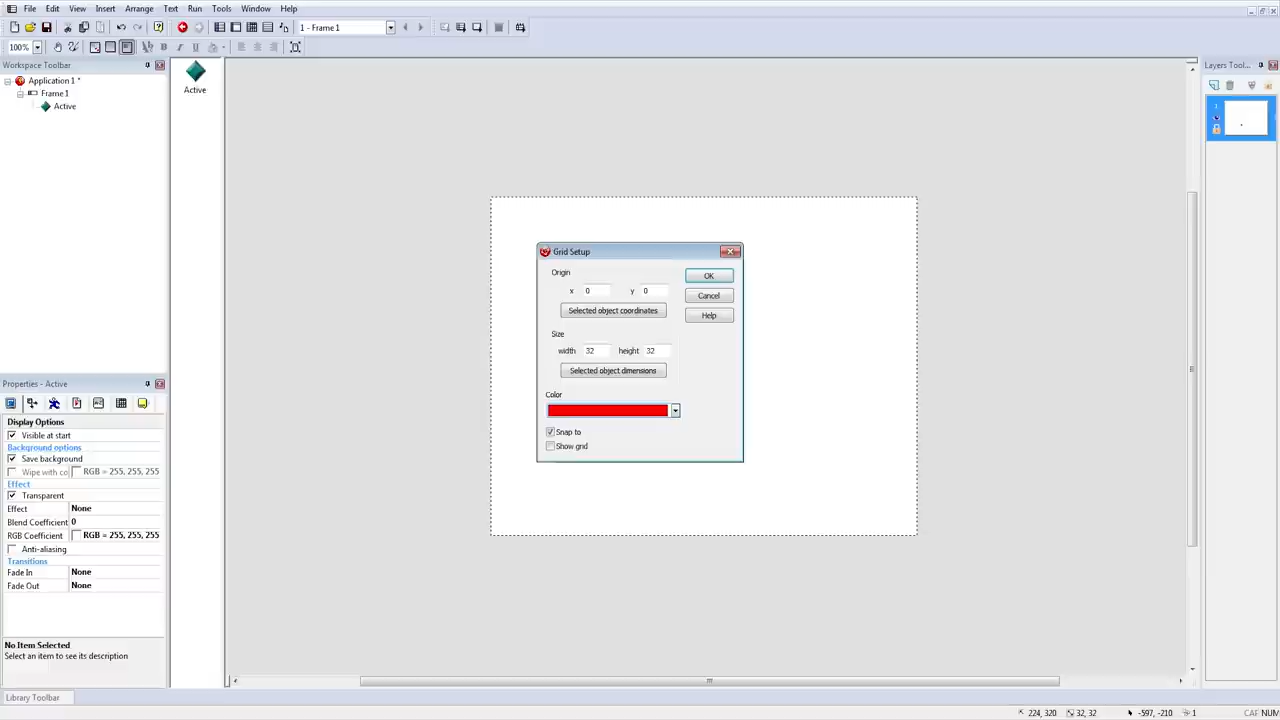 File Edit View Insert Arrange Text Run Tools Window Help
1 - Frame 1
100%
Workspace Toolbar
Application 1 *
Frame 1
Active
Active
Layers Tool...
1
Grid Setup
Origin
x 0 y 0
Selected object coordinates
Size
width 32 height 32
Selected object dimensions
Color
Snap to
Show grid
OK
Cancel
Help
Properties - Active
Display Options
Visible at start
Background options
Save background
Wipe with co RGB = 255, 255, 255
Effect
Transparent
Effect None
Blend Coefficient 0
RGB Coefficient RGB = 255, 255, 255
Anti-aliasing
Transitions
Fade In None
Fade Out None
No Item Selected
Select an item to see its description
Library Toolbar
224, 320 32, 32 -597, -210 1 CAF NUM